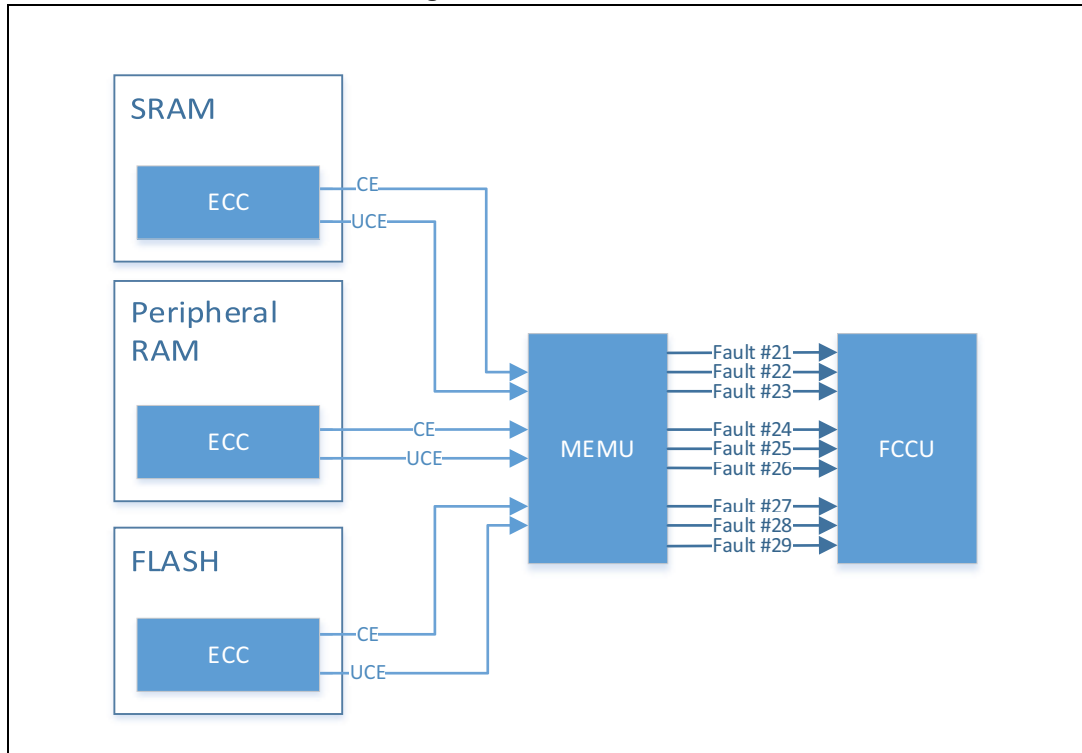 SRAM
ECC
CE
UCE
Peripheral
RAM
ECC
CE
UCE
FLASH
ECC
CE
UCE
MEMU
Fault #21
Fault #22
Fault #23
Fault #24
Fault #25
Fault #26
Fault #27
Fault #28
Fault #29
FCCU